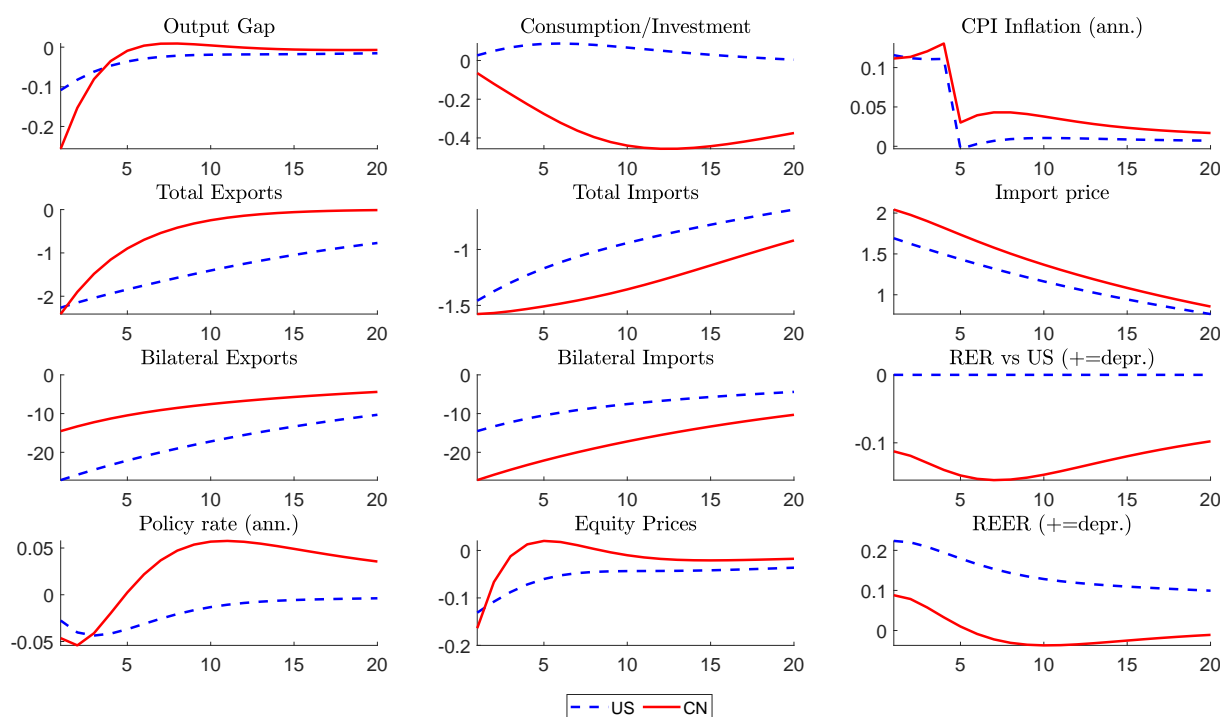 Output Gap
0
-0.1
-0.2
5 10 15 20
Consumption/Investment
0
-0.2
-0.4
5 10 15 20
CPI Inflation (ann.)
0.1
0.05
0
5 10 15 20
Total Exports
0
-1
-2
5 10 15 20
Total Imports
-1
-1.5
5 10 15 20
Import price
2
1.5
1
5 10 15 20
Bilateral Exports
0
-10
-20
5 10 15 20
Bilateral Imports
0
-10
-20
5 10 15 20
RER vs US (+=depr.)
0
-0.1
5 10 15 20
Policy rate (ann.)
0.05
0
-0.05
5 10 15 20
Equity Prices
0
-0.1
-0.2
5 10 15 20
REER (+=depr.)
0.2
0.1
0
5 10 15 20
US CN